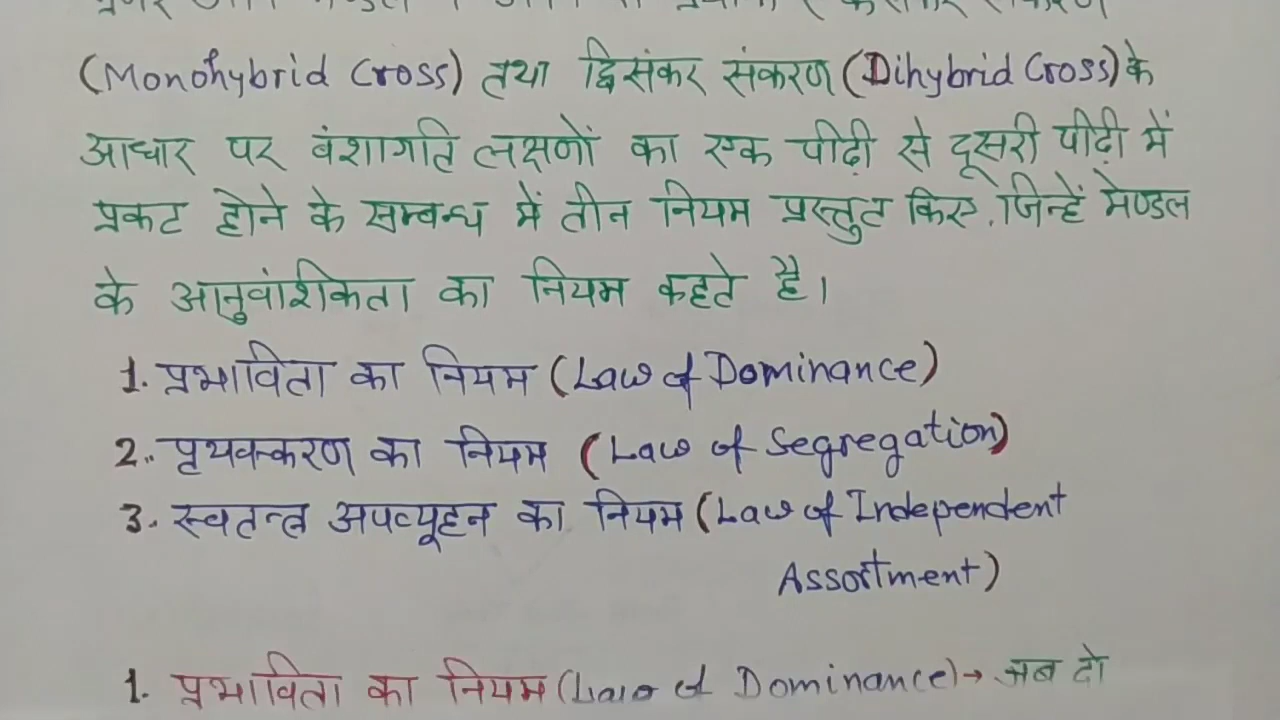 (Monohybrid Cross) तथा द्विसंकर संकरण (Dihybrid Cross) के
आधार पर वंशागति लक्षणों का एक पीढ़ी से दूसरी पीढ़ी में
प्रकट होने के सम्बन्ध में तीन नियम प्रस्तुत किए, जिन्हें मेण्डल
के आनुवांशिकता का नियम कहते है।
1. प्रभाविता का नियम (Law of Dominance)
2. पृथक्करण का नियम (Law of Segregation)
3. स्वतन्त्र अपव्यूहन का नियम (Law of Independent
Assortment)
1. प्रभाविता का नियम (Law of Dominance) → जब दो